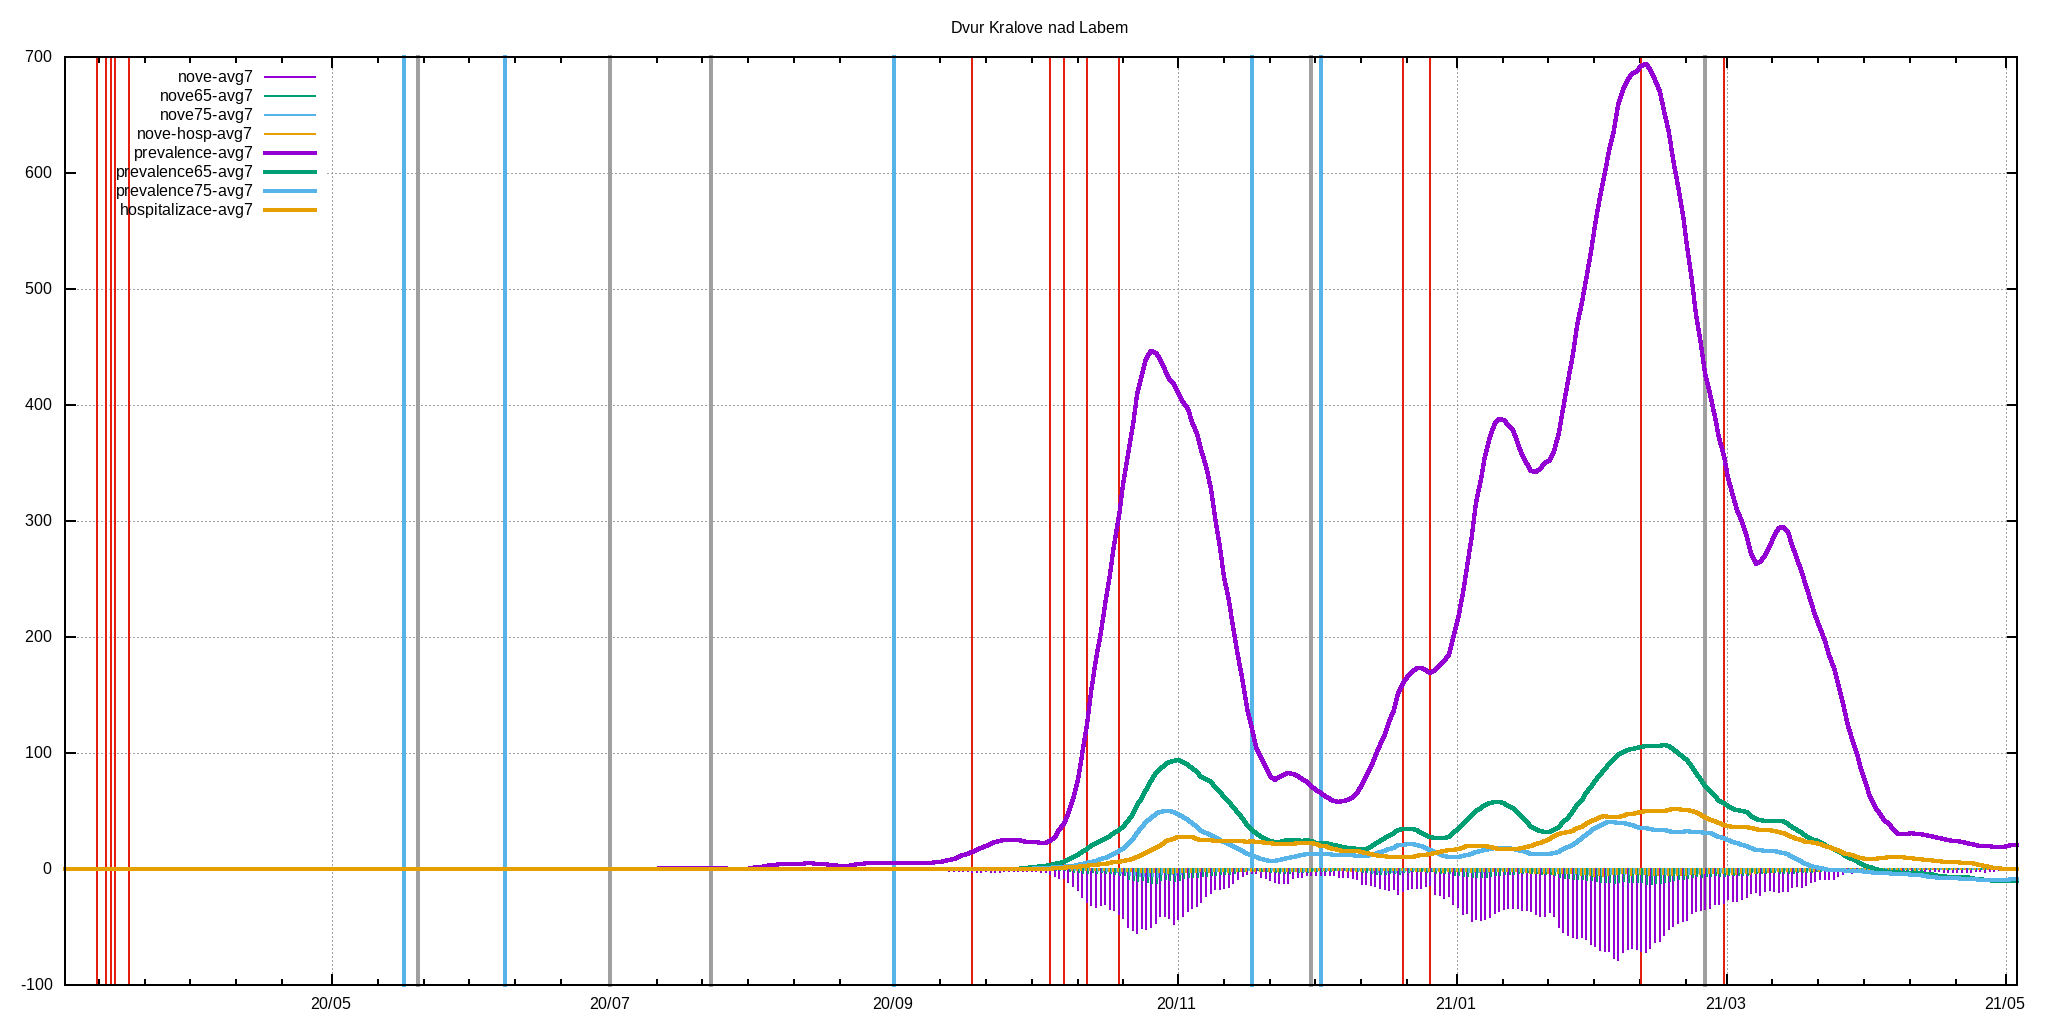 Dvur Kralove nad Labem
700
600
500
400
300
200
100
0
-100
nove-avg7
nove65-avg7
nove75-avg7
nove-hosp-avg7
prevalence-avg7
prevalence65-avg7
prevalence75-avg7
hospitalizace-avg7
20/05
20/07
20/09
20/11
21/01
21/03
21/05